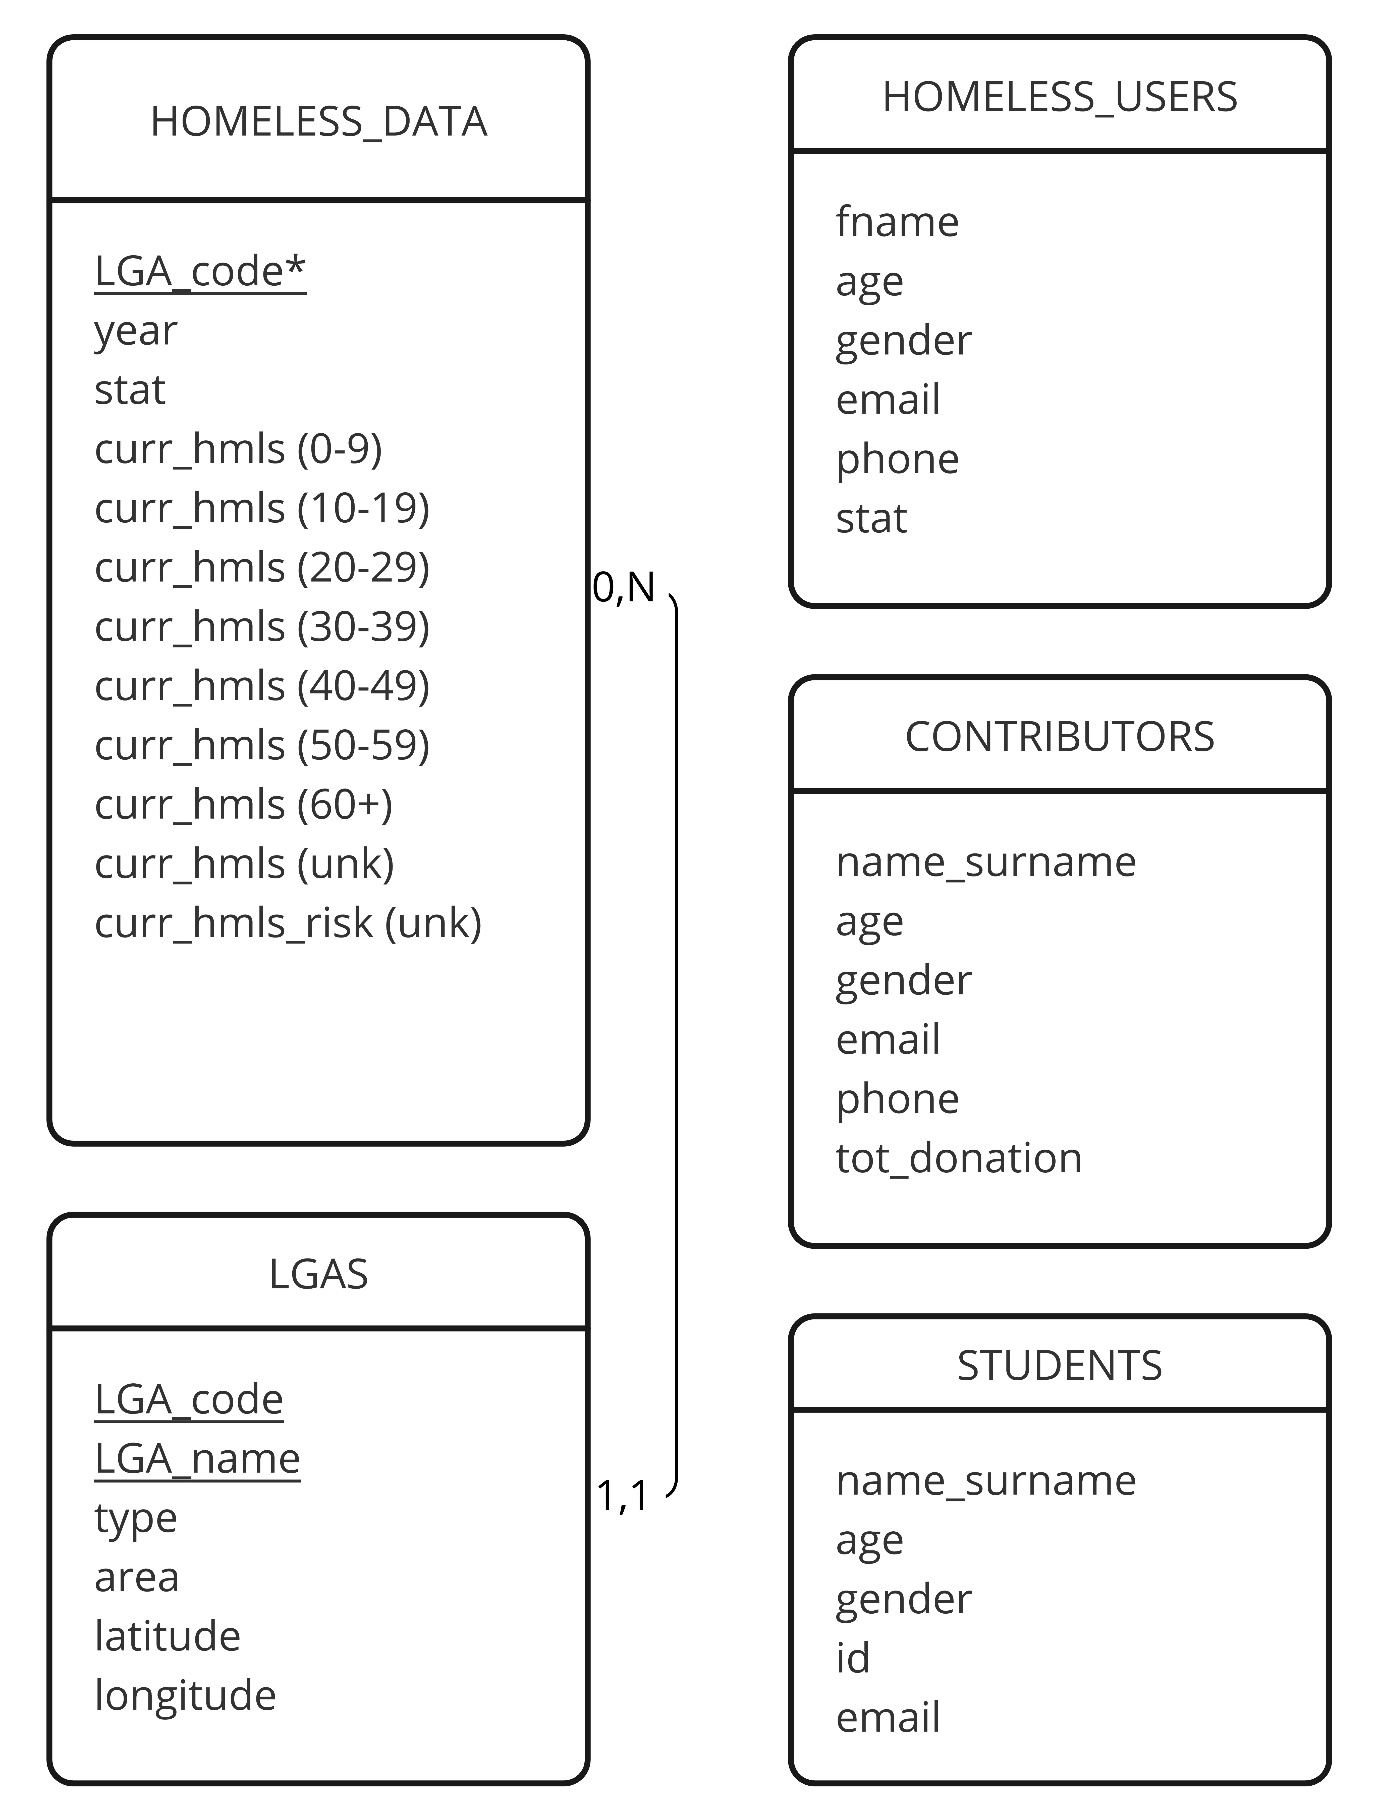 HOMELESS_DATA
LGA_code*
year
stat
curr_hmls (0-9)
curr_hmls (10-19)
curr_hmls (20-29)
curr_hmls (30-39)
curr_hmls (40-49)
curr_hmls (50-59)
curr_hmls (60+)
curr_hmls (unk)
curr_hmls_risk (unk)
0,N
LGAS
LGA_code
LGA_name
type
area
latitude
longitude
1,1
HOMELESS_USERS
fname
age
gender
email
phone
stat
CONTRIBUTORS
name_surname
age
gender
email
phone
tot_donation
STUDENTS
name_surname
age
gender
id
email